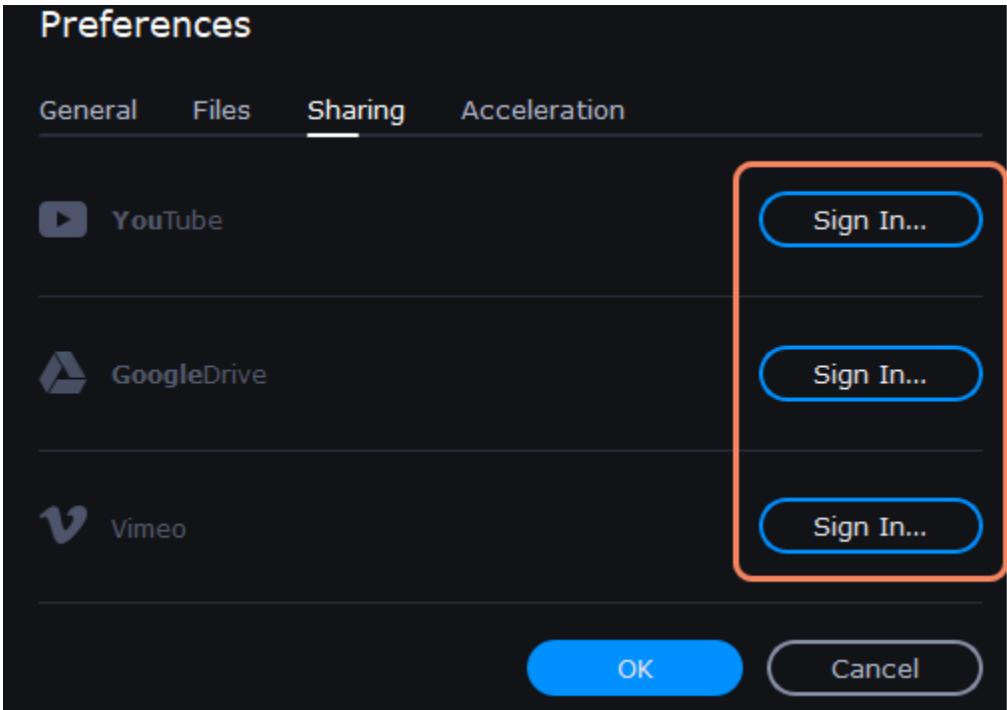 Preferences
General Files Sharing Acceleration
YouTube Sign In...
GoogleDrive Sign In...
Vimeo Sign In...
OK Cancel